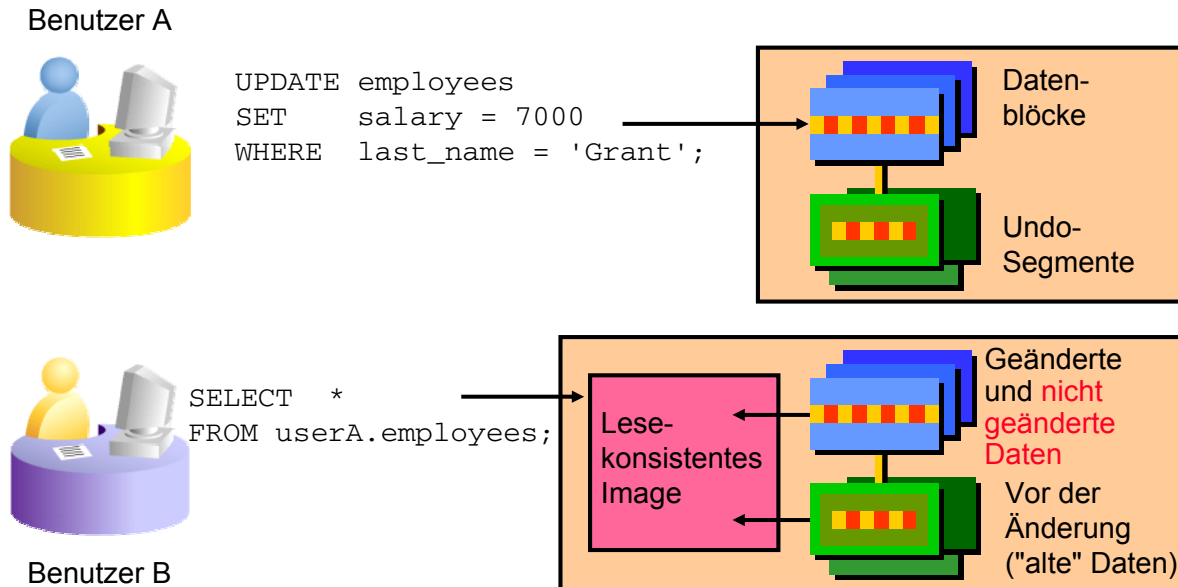 Benutzer A
UPDATE employees
SET salary = 7000
WHERE last_name = 'Grant';
Daten-
blöcke
Undo-
Segmente
SELECT *
FROM userA.employees;
Lese-
konsistentes
Image
Geänderte
und nicht
geänderte
Daten
Vor der
Änderung
("alte" Daten)
Benutzer B